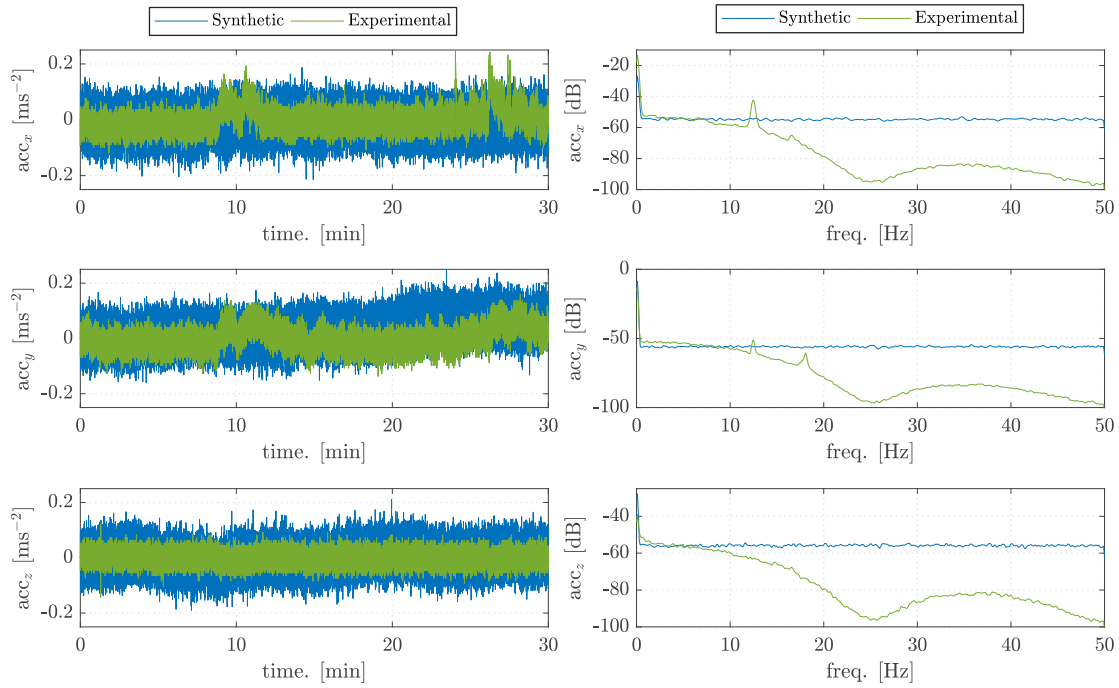 Synthetic Experimental
0.2
0
-0.2
acc_x [ms^−2]
0 10 20 30
time. [min]
Synthetic Experimental
-20
-40
-60
-80
-100
acc_x [dB]
0 10 20 30 40 50
freq. [Hz]
0.2
0
-0.2
acc_y [ms^−2]
0 10 20 30
time. [min]
0
-50
-100
acc_y [dB]
0 10 20 30 40 50
freq. [Hz]
0.2
0
-0.2
acc_z [ms^−2]
0 10 20 30
time. [min]
-40
-60
-80
-100
acc_z [dB]
0 10 20 30 40 50
freq. [Hz]